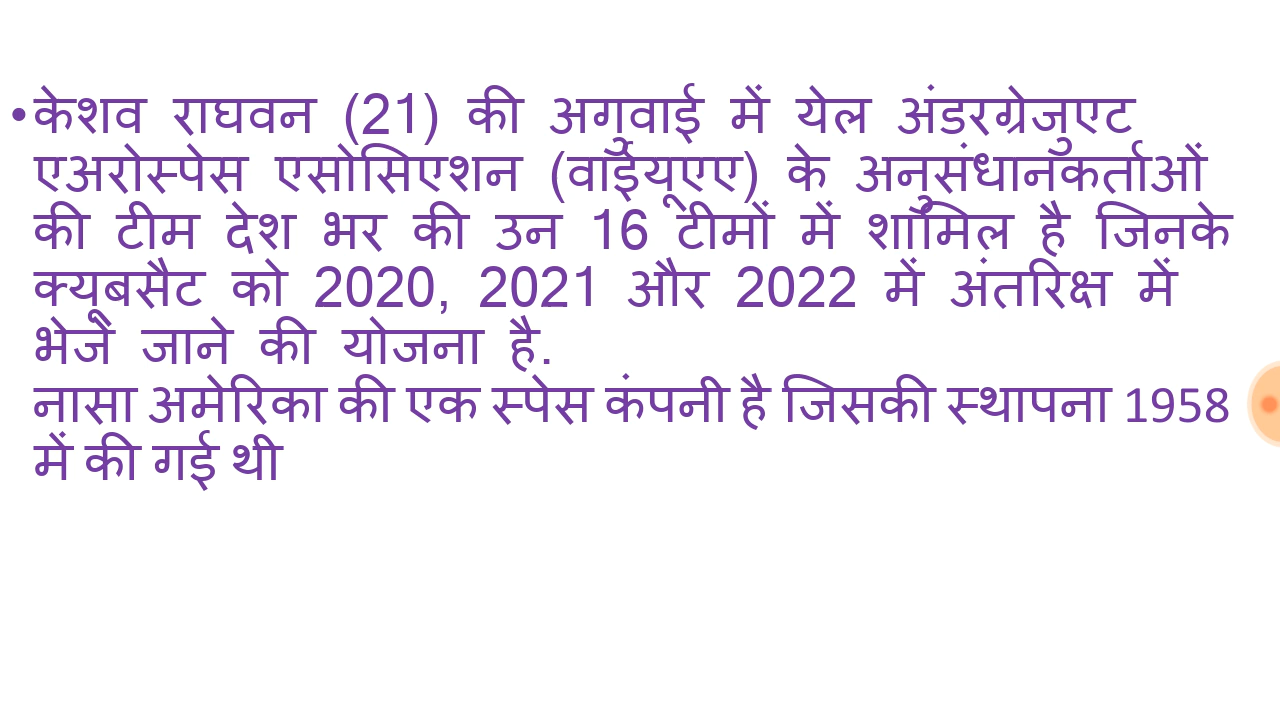 •केशव राघवन (21) की अगुवाई में येल अंडरग्रेजुएट
एअरोस्पेस एसोसिएशन (वाईयूएए) के अनुसंधानकर्ताओं
की टीम देश भर की उन 16 टीमों में शामिल है जिनके
क्यूबसैट को 2020, 2021 और 2022 में अंतरिक्ष में
भेजे जाने की योजना है.
नासा अमेरिका की एक स्पेस कंपनी है जिसकी स्थापना 1958
में की गई थी